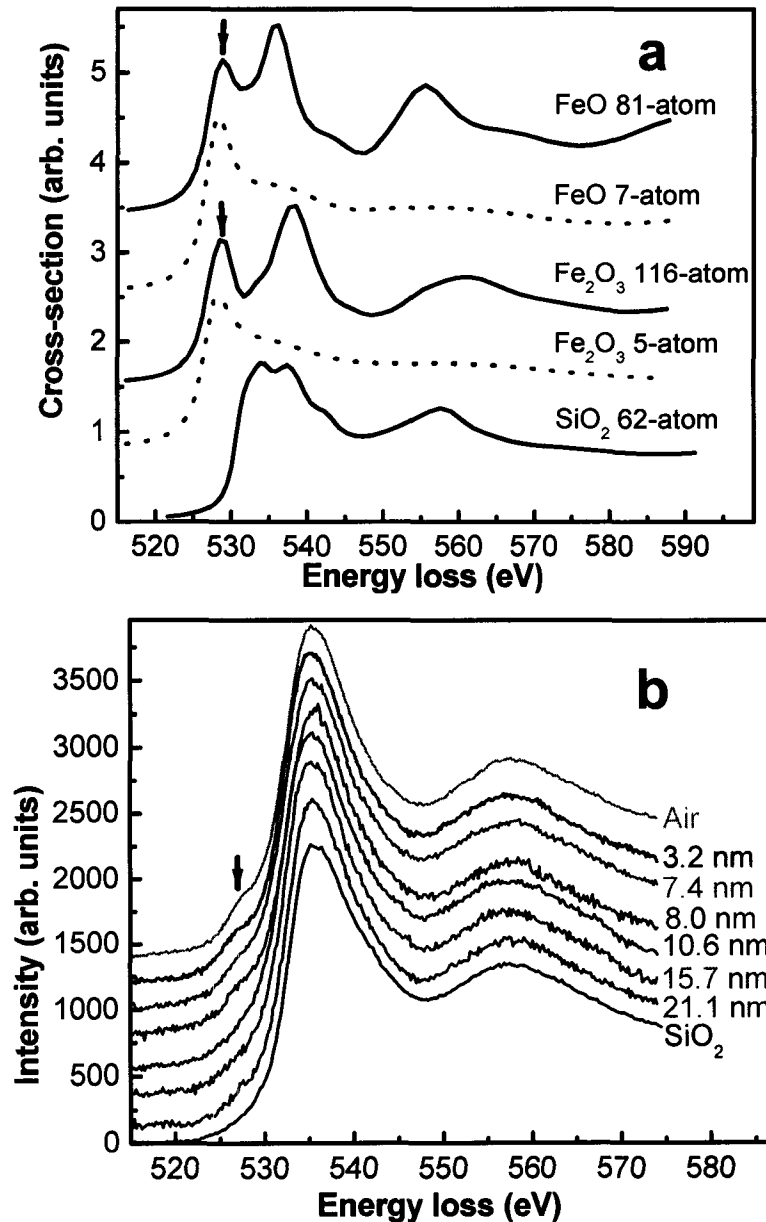 a
Cross-section (arb. units)
5
4
3
2
1
0
FeO 81-atom
FeO 7-atom
Fe₂O₃ 116-atom
Fe₂O₃ 5-atom
SiO₂ 62-atom
520 530 540 550 560 570 580 590
Energy loss (eV)
b
Intensity (arb. units)
3500
3000
2500
2000
1500
1000
500
0
Air
3.2 nm
7.4 nm
8.0 nm
10.6 nm
15.7 nm
21.1 nm
SiO₂
520 530 540 550 560 570 580
Energy loss (eV)